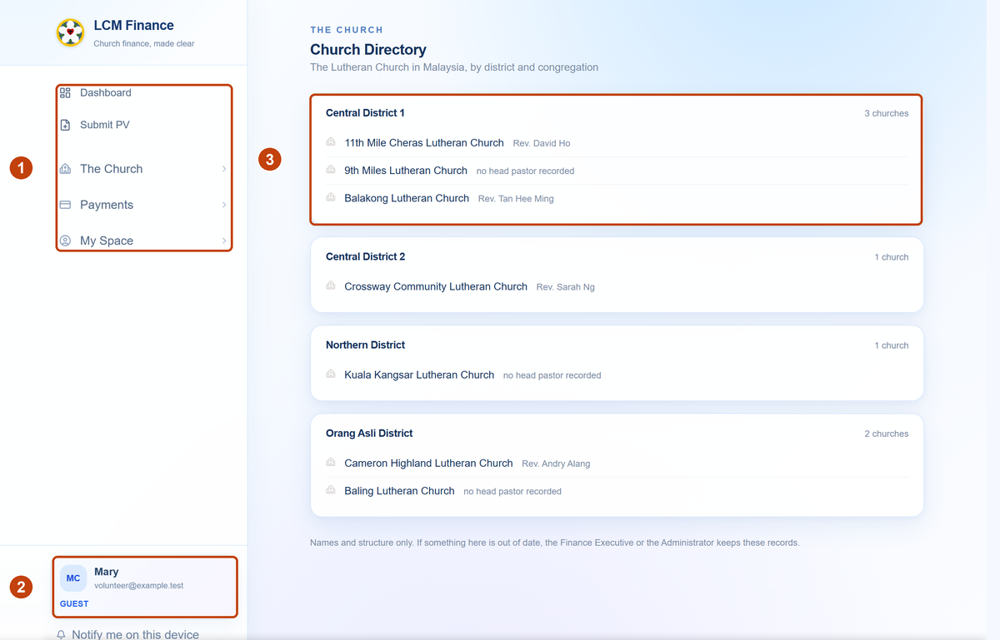 LCM Finance
Church finance, made clear
1
Dashboard
Submit PV
The Church
Payments
My Space
2
MC
Mary
volunteer@example.test
GUEST
Notify me on this device
THE CHURCH
Church Directory
The Lutheran Church in Malaysia, by district and congregation
3
Central District 1 3 churches
11th Mile Cheras Lutheran Church Rev. David Ho
9th Miles Lutheran Church no head pastor recorded
Balakong Lutheran Church Rev. Tan Hee Ming
Central District 2 1 church
Crossway Community Lutheran Church Rev. Sarah Ng
Northern District 1 church
Kuala Kangsar Lutheran Church no head pastor recorded
Orang Asli District 2 churches
Cameron Highland Lutheran Church Rev. Andry Alang
Baling Lutheran Church no head pastor recorded
Names and structure only. If something here is out of date, the Finance Executive or the Administrator keeps these records.